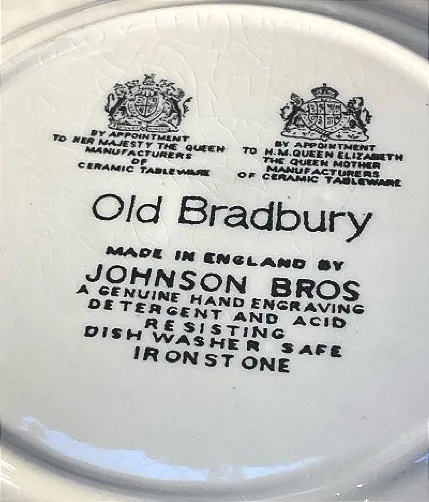 BY APPOINTMENT
TO HER MAJESTY THE QUEEN
MANUFACTURERS
OF
CERAMIC TABLEWARE
BY APPOINTMENT
TO H.M. QUEEN ELIZABETH
THE QUEEN MOTHER
MANUFACTURERS
OF CERAMIC TABLEWARE
Old Bradbury
MADE IN ENGLAND BY
JOHNSON BROS
A GENUINE HAND ENGRAVING
DETERGENT AND ACID
RESISTING
DISH WASHER SAFE
IRONSTONE